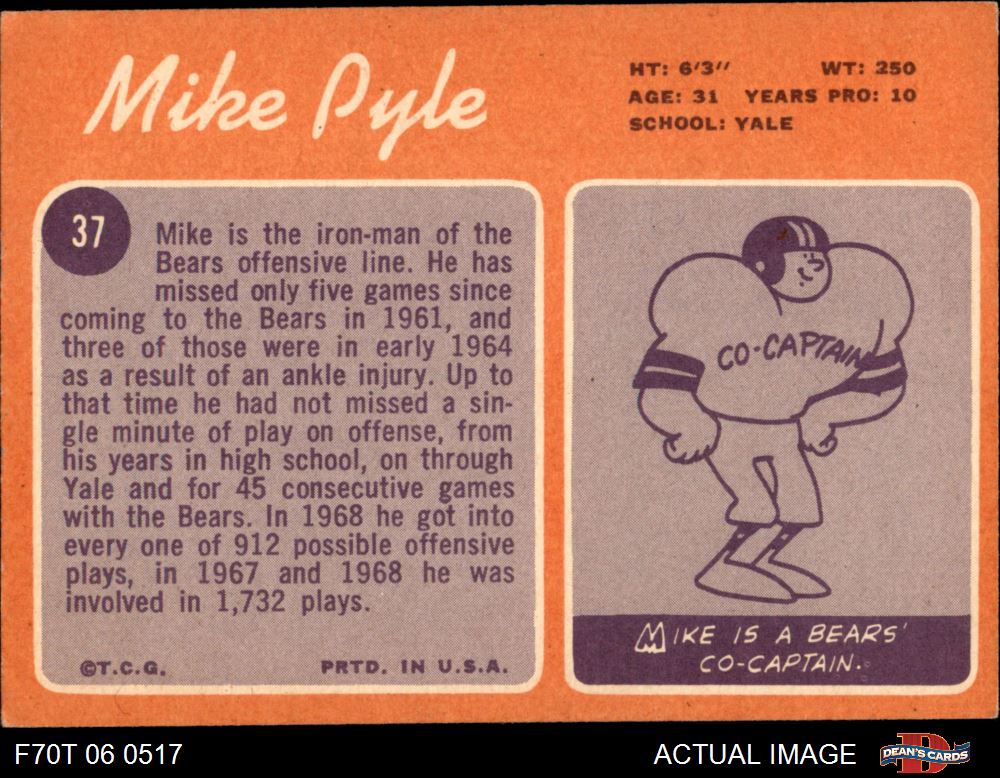 Mike Pyle
HT: 6'3" WT: 250
AGE: 31 YEARS PRO: 10
SCHOOL: YALE
37
Mike is the iron-man of the
Bears offensive line. He has
missed only five games since
coming to the Bears in 1961, and
three of those were in early 1964
as a result of an ankle injury. Up to
that time he had not missed a sin-
gle minute of play on offense, from
his years in high school, on through
Yale and for 45 consecutive games
with the Bears. In 1968 he got into
every one of 912 possible offensive
plays, in 1967 and 1968 he was
involved in 1,732 plays.
©T.C.G. PRTD. IN U.S.A.
CO-CAPTAIN
MIKE IS A BEARS'
CO-CAPTAIN.
F70T 06 0517
ACTUAL IMAGE
DEAN'S CARDS